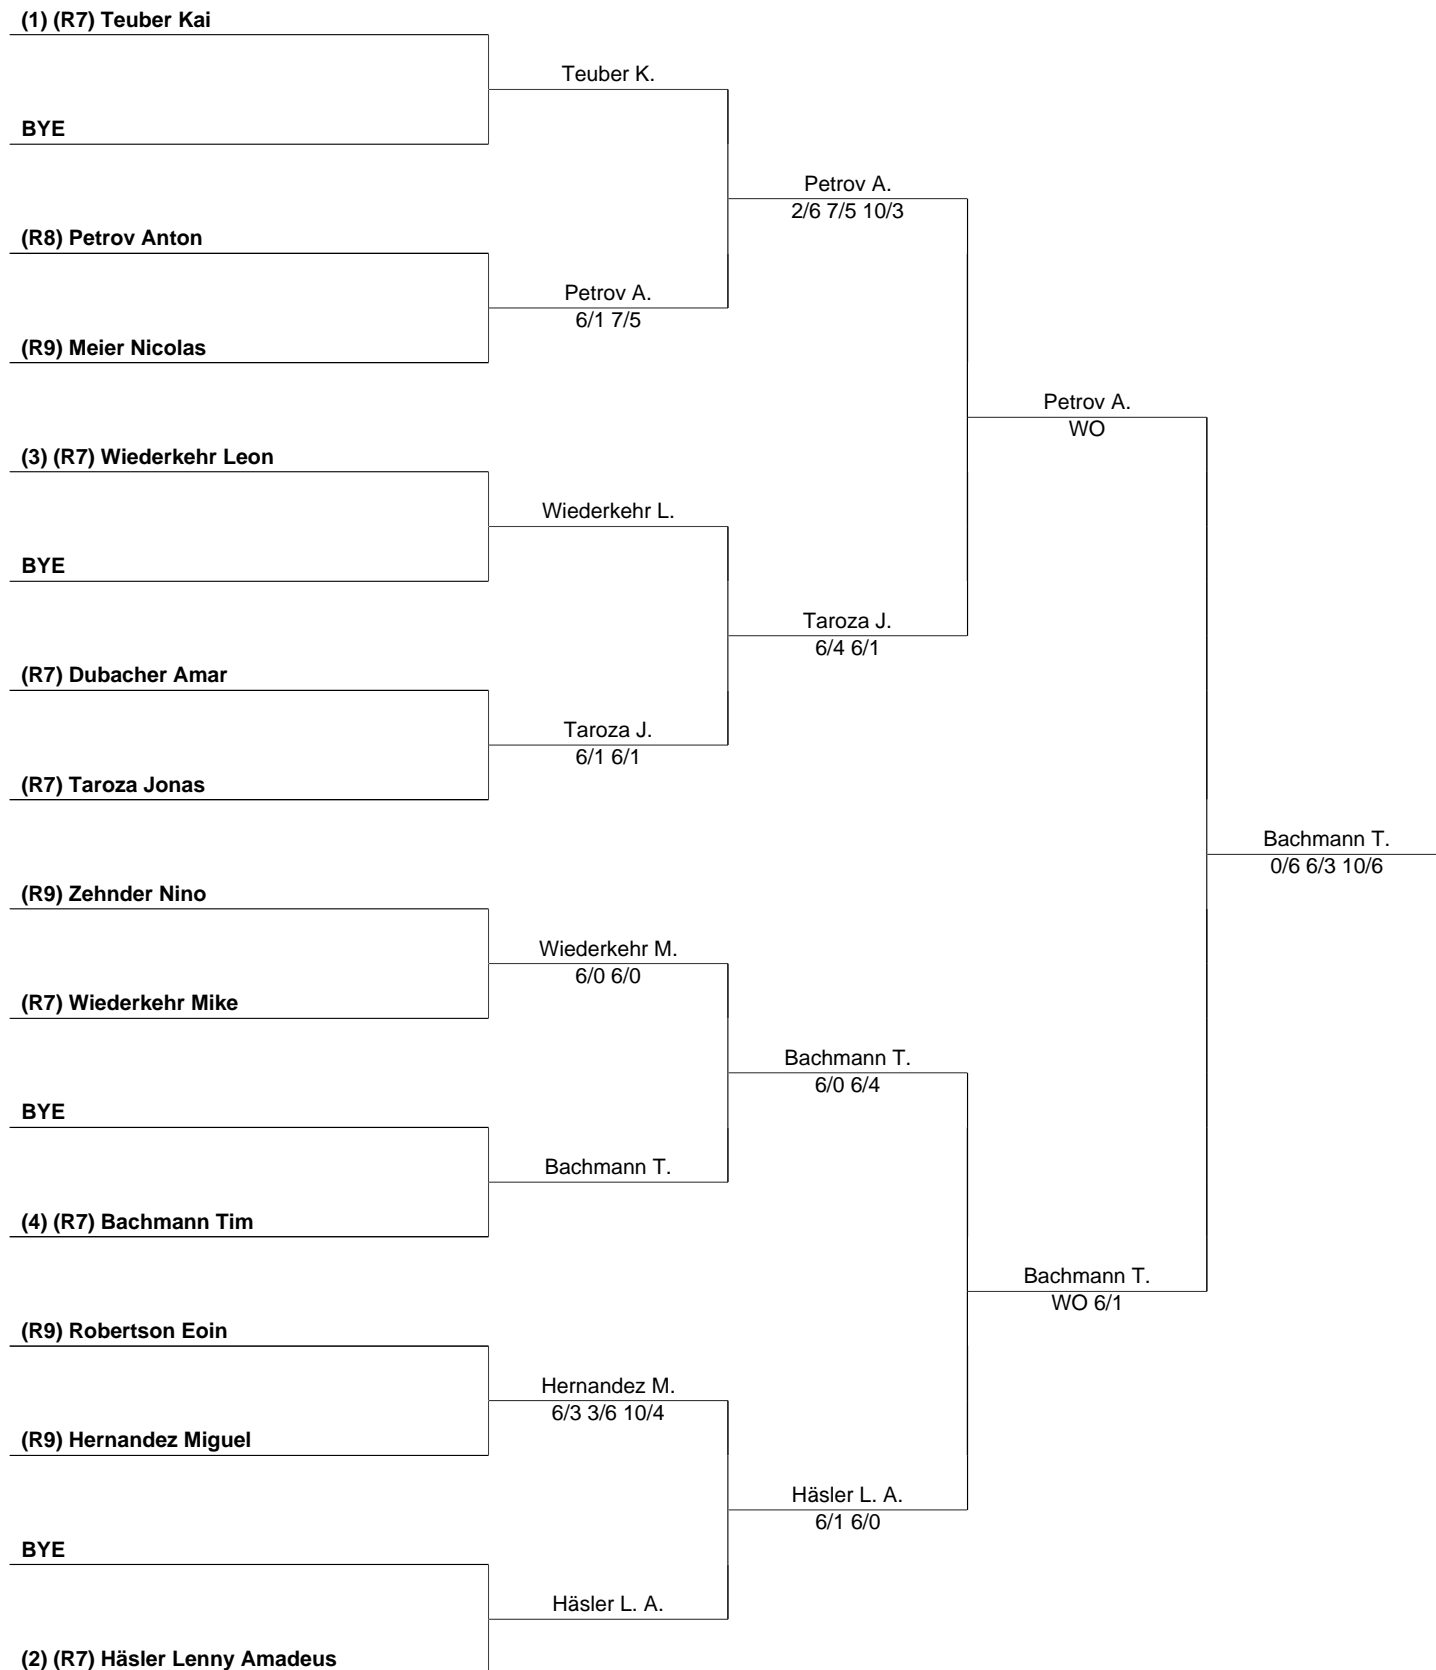 (1) (R7) Teuber Kai
Teuber K.
BYE
Petrov A.
2/6 7/5 10/3
(R8) Petrov Anton
Petrov A.
6/1 7/5
(R9) Meier Nicolas
Petrov A.
WO
(3) (R7) Wiederkehr Leon
Wiederkehr L.
BYE
Taroza J.
6/4 6/1
(R7) Dubacher Amar
Taroza J.
6/1 6/1
(R7) Taroza Jonas
Bachmann T.
0/6 6/3 10/6
(R9) Zehnder Nino
Wiederkehr M.
6/0 6/0
(R7) Wiederkehr Mike
Bachmann T.
6/0 6/4
BYE
Bachmann T.
(4) (R7) Bachmann Tim
Bachmann T.
WO 6/1
(R9) Robertson Eoin
Hernandez M.
6/3 3/6 10/4
(R9) Hernandez Miguel
Häsler L. A.
6/1 6/0
BYE
Häsler L. A.
(2) (R7) Häsler Lenny Amadeus